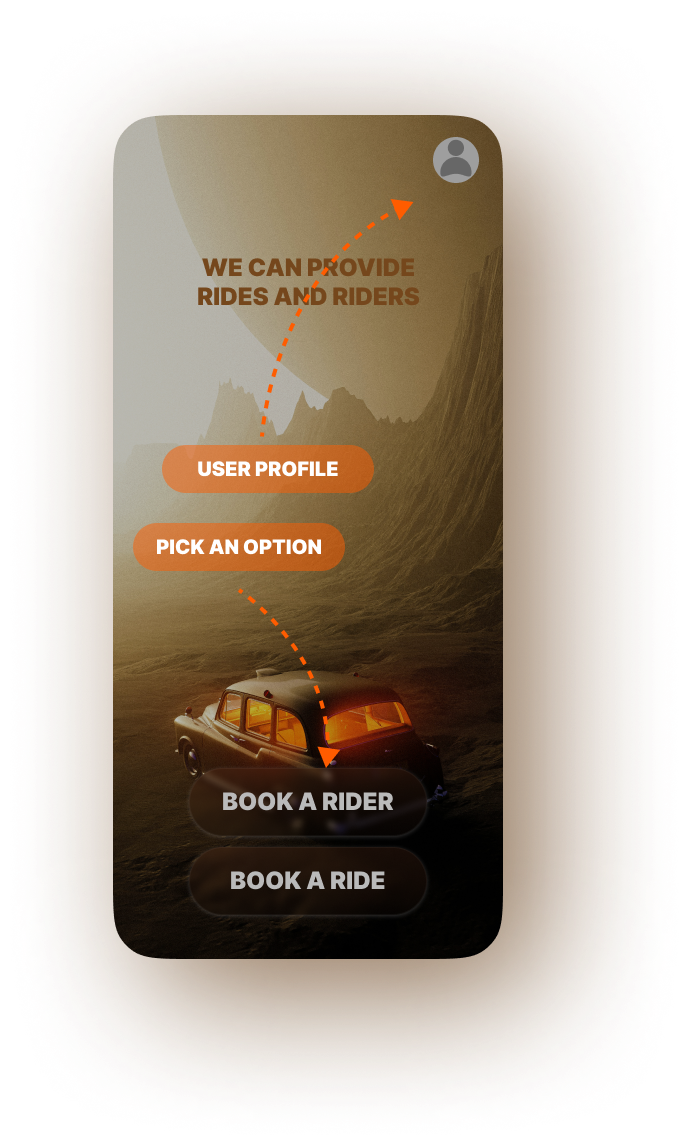 WE CAN PROVIDE
RIDES AND RIDERS
USER PROFILE
PICK AN OPTION
BOOK A RIDER
BOOK A RIDE